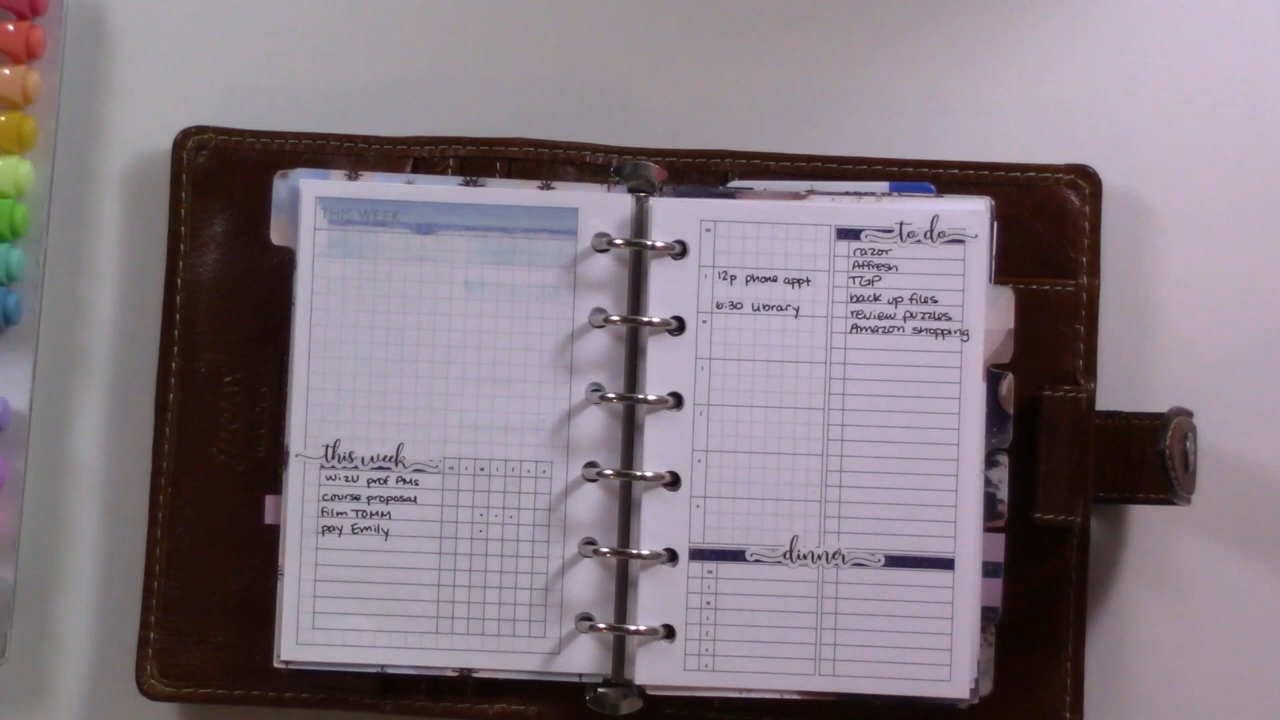 THIS WEEK
this week
m t w t f s s
WizU prof PMs
course proposal
film TOMM
pay Emily
to do
razor
Affresh
TGP
back up files
review puzzles
Amazon shopping
m
t
12p phone appt
6:30 Library
w
t
f
s
s
dinner
m
t
w
t
f
s
s